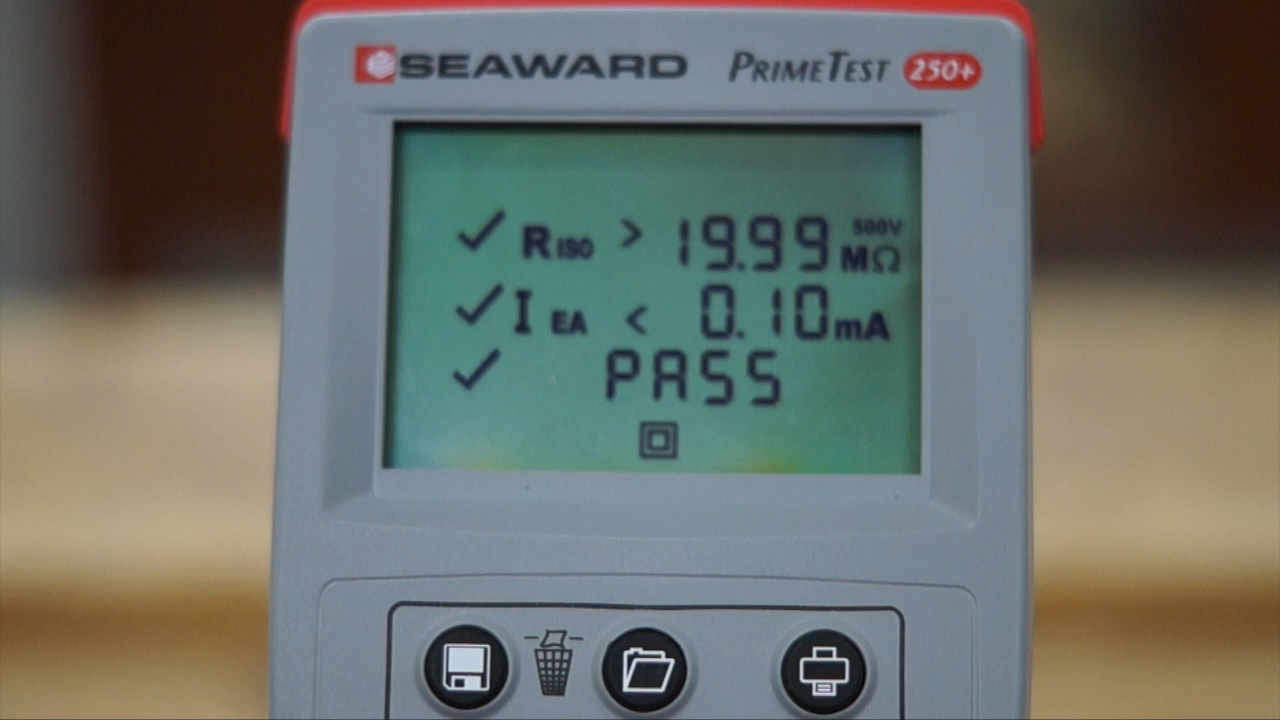 SEAWARD PRIMETEST 250+
✓ RISO > 19.99 500V MΩ
✓ I EA < 0.10 mA
✓ PASS